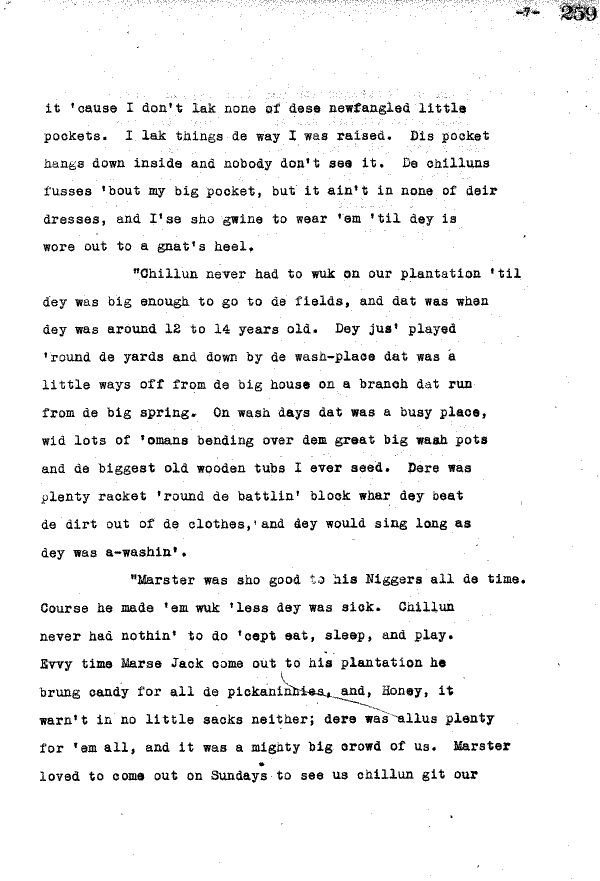 -7- 259
it 'cause I don't lak none of dese newfangled little
pockets. I lak things de way I was raised. Dis pocket
hangs down inside and nobody don't see it. De chilluns
fusses 'bout my big pocket, but it ain't in none of deir
dresses, and I'se sho gwine to wear 'em 'til dey is
wore out to a gnat's heel.
"Chillun never had to wuk on our plantation 'til
dey was big enough to go to de fields, and dat was when
dey was around 12 to 14 years old. Dey jus' played
'round de yards and down by de wash-place dat was a
little ways off from de big house on a branch dat run
from de big spring. On wash days dat was a busy place,
wid lots of 'omans bending over dem great big wash pots
and de biggest old wooden tubs I ever seed. Dere was
plenty racket 'round de battlin' block whar dey beat
de dirt out of de clothes, and dey would sing long as
dey was a-washin'.
"Marster was sho good to his Niggers all de time.
Course he made 'em wuk 'less dey was sick. Chillun
never had nothin' to do 'cept eat, sleep, and play.
Evvy time Marse Jack come out to his plantation he
brung candy for all de pickaninnies, and, Honey, it
warn't in no little sacks neither; dere was allus plenty
for 'em all, and it was a mighty big crowd of us. Marster
loved to come out on Sundays to see us chillun git our